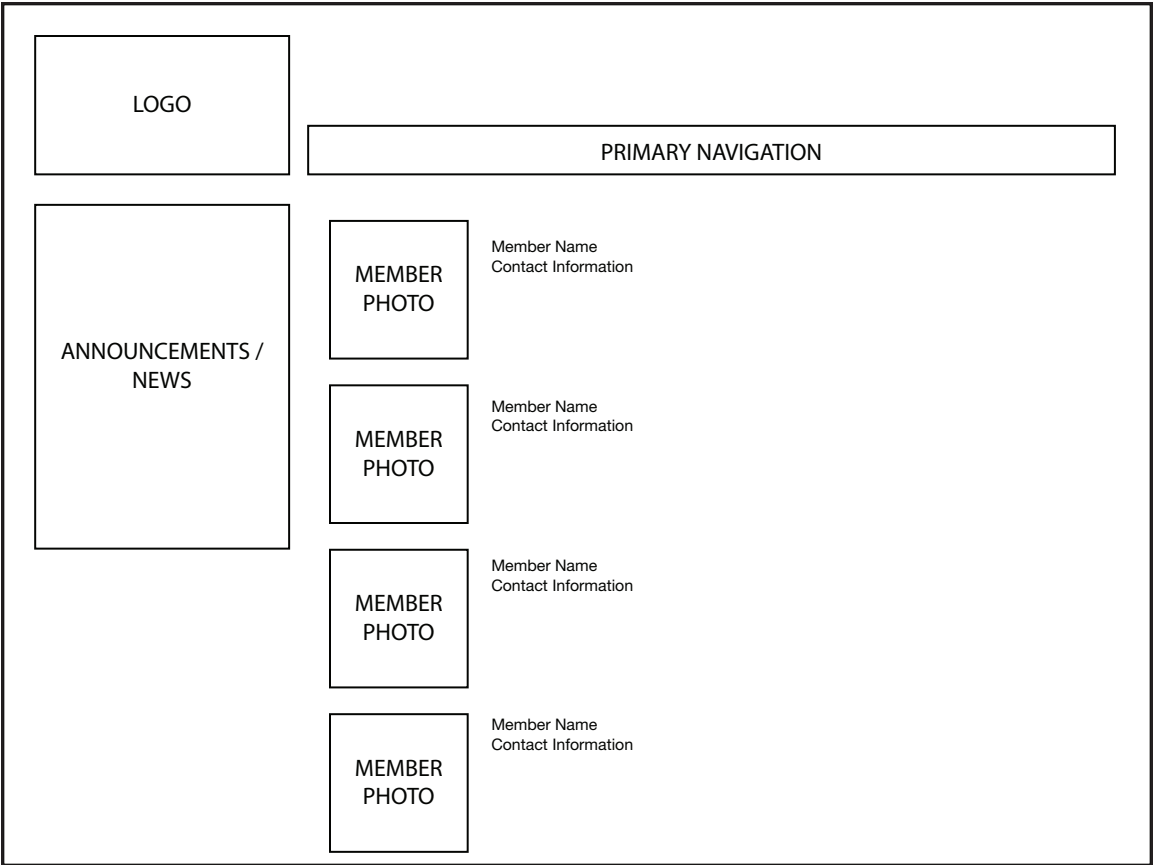 LOGO
PRIMARY NAVIGATION
ANNOUNCEMENTS /
NEWS
MEMBER
PHOTO
Member Name
Contact Information
MEMBER
PHOTO
Member Name
Contact Information
MEMBER
PHOTO
Member Name
Contact Information
MEMBER
PHOTO
Member Name
Contact Information